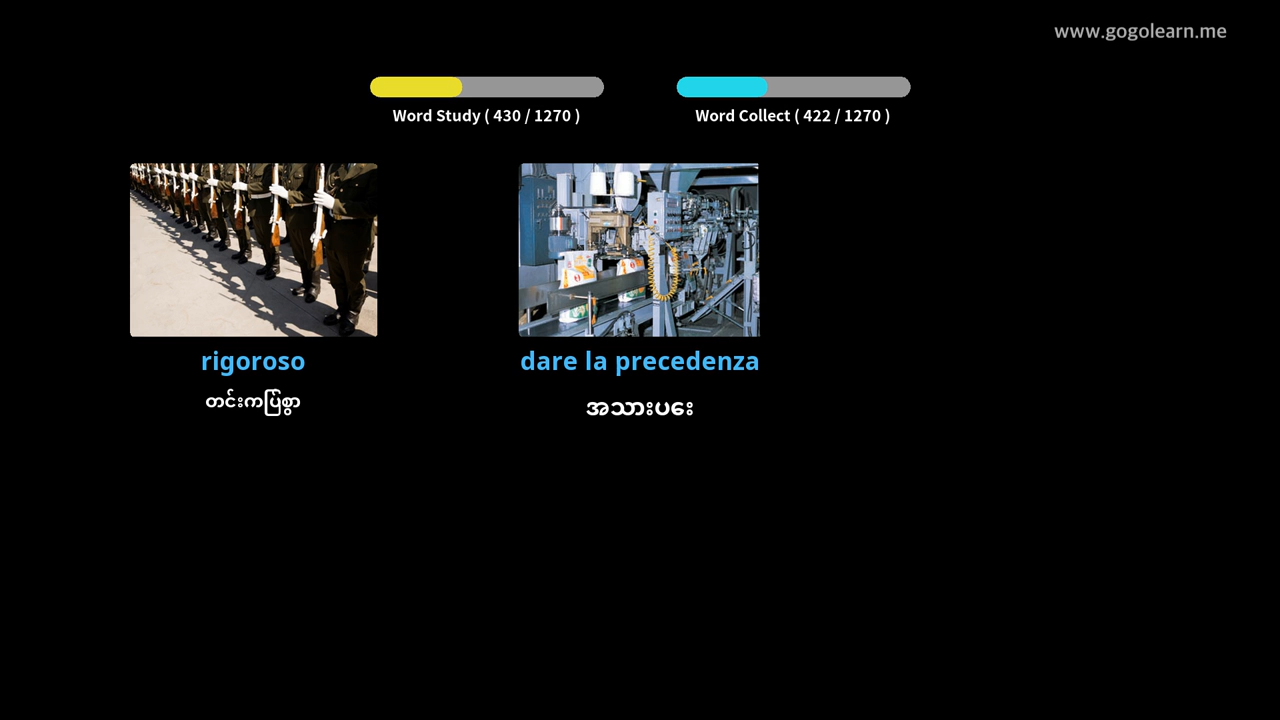 www.gogolearn.me
Word Study ( 430 / 1270 )
Word Collect ( 422 / 1270 )
rigoroso
dare la precedenza
တင်းကပ်ြစွာ
အသားပေး